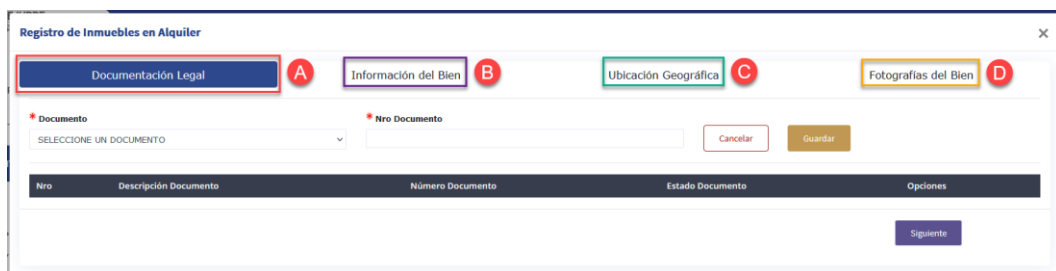 Registro de Inmuebles en Alquiler ×
Documentación Legal A Información del Bien B Ubicación Geográfica C Fotografías del Bien D
* Documento * Nro Documento
SELECCIONE UN DOCUMENTO Cancelar Guardar
Nro Descripción Documento Número Documento Estado Documento Opciones
Siguiente